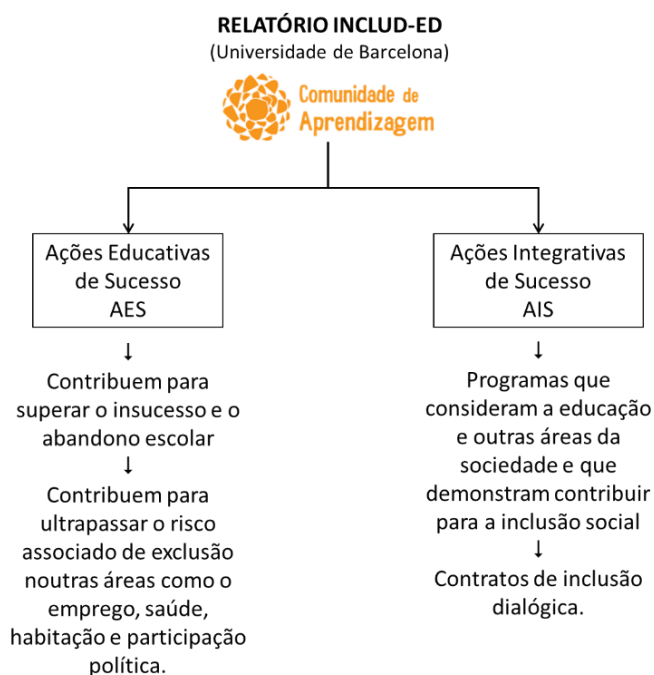 RELATÓRIO INCLUD-ED
(Universidade de Barcelona)
Comunidade de
Aprendizagem
Ações Educativas
de Sucesso
AES
Contribuem para
superar o insucesso e o
abandono escolar
Contribuem para
ultrapassar o risco
associado de exclusão
noutras áreas como o
emprego, saúde,
habitação e participação
política.
Ações Integrativas
de Sucesso
AIS
Programas que
consideram a educação
e outras áreas da
sociedade e que
demonstram contribuir
para a inclusão social
Contratos de inclusão
dialógica.